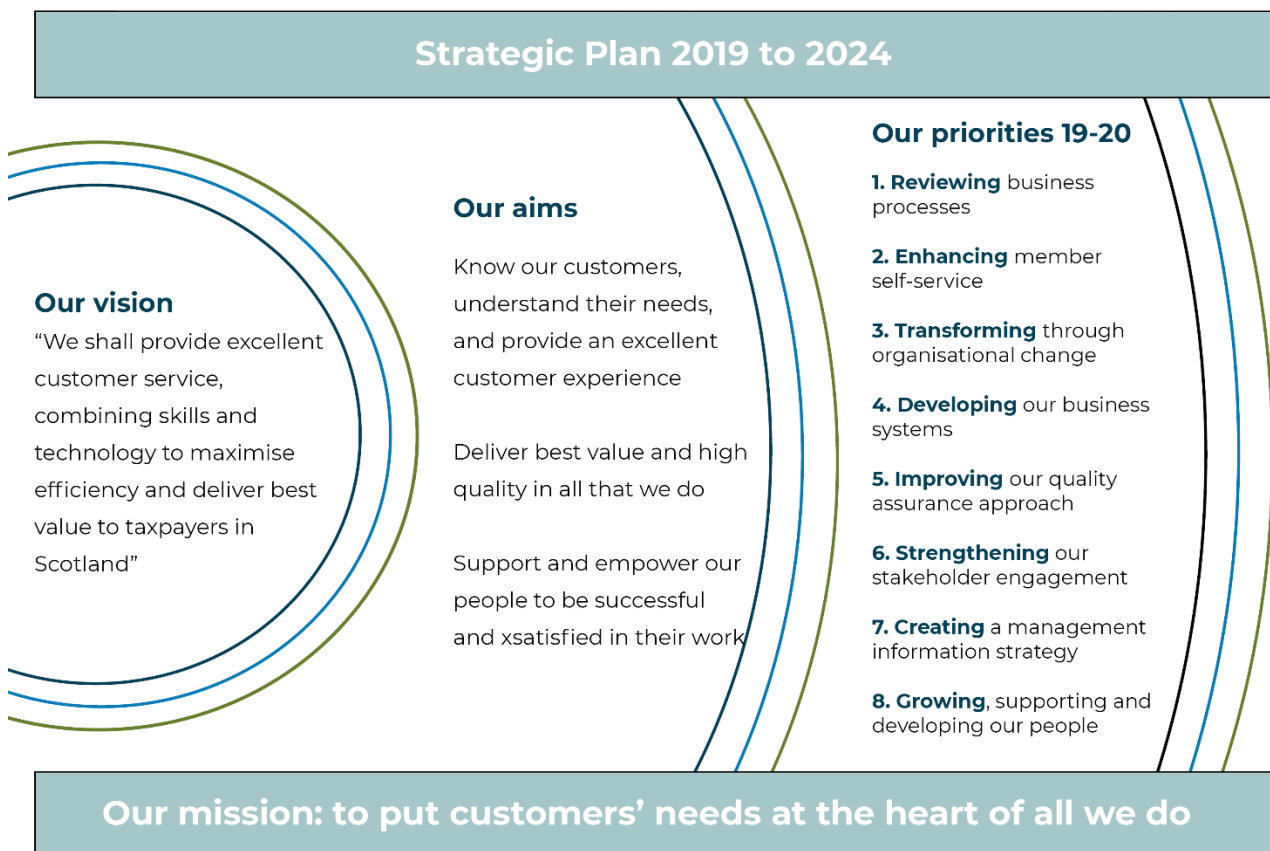 Strategic Plan 2019 to 2024
Our vision
“We shall provide excellent
customer service,
combining skills and
technology to maximise
efficiency and deliver best
value to taxpayers in
Scotland”
Our aims
Know our customers,
understand their needs,
and provide an excellent
customer experience
Deliver best value and high
quality in all that we do
Support and empower our
people to be successful
and xsatisfied in their work
Our priorities 19-20
1. Reviewing business
processes
2. Enhancing member
self-service
3. Transforming through
organisational change
4. Developing our business
systems
5. Improving our quality
assurance approach
6. Strengthening our
stakeholder engagement
7. Creating a management
information strategy
8. Growing, supporting and
developing our people
Our mission: to put customers’ needs at the heart of all we do